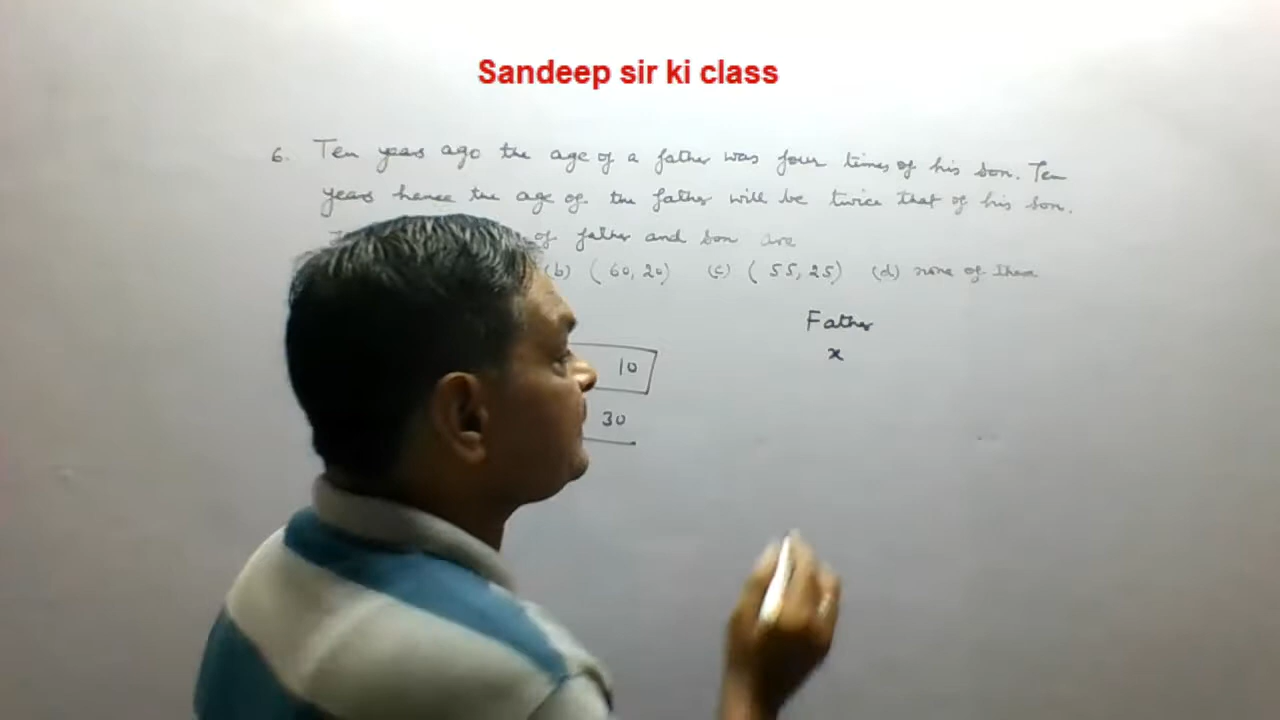 Sandeep sir ki class
6. Ten years ago the age of a father was four times of his son. Ten
years hence the age of the father will be twice that of his son.
of father and son are
(b) (60, 20) (c) (55, 25) (d) none of these
Father
x
10
30